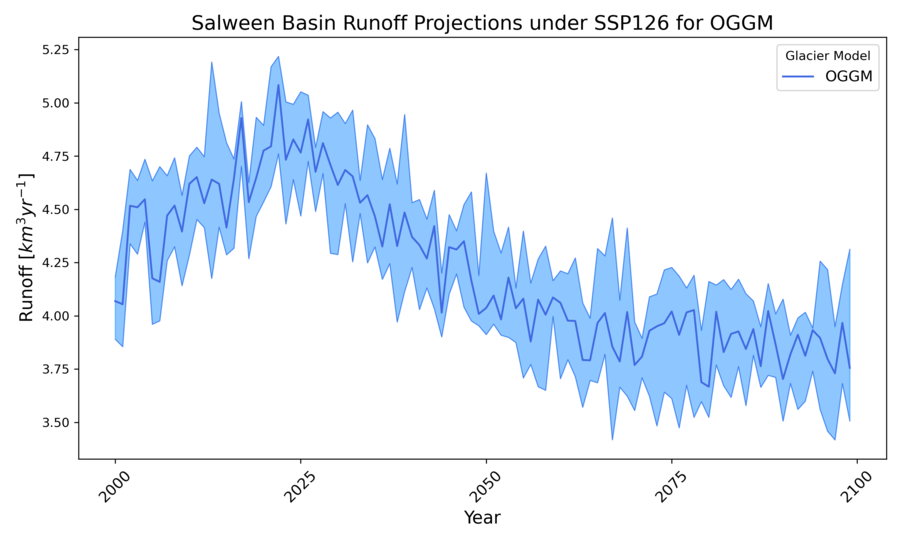 Salween Basin Runoff Projections under SSP126 for OGGM
Glacier Model
OGGM
Runoff [km³yr⁻¹]
5.25
5.00
4.75
4.50
4.25
4.00
3.75
3.50
2000
2025
2050
2075
2100
Year